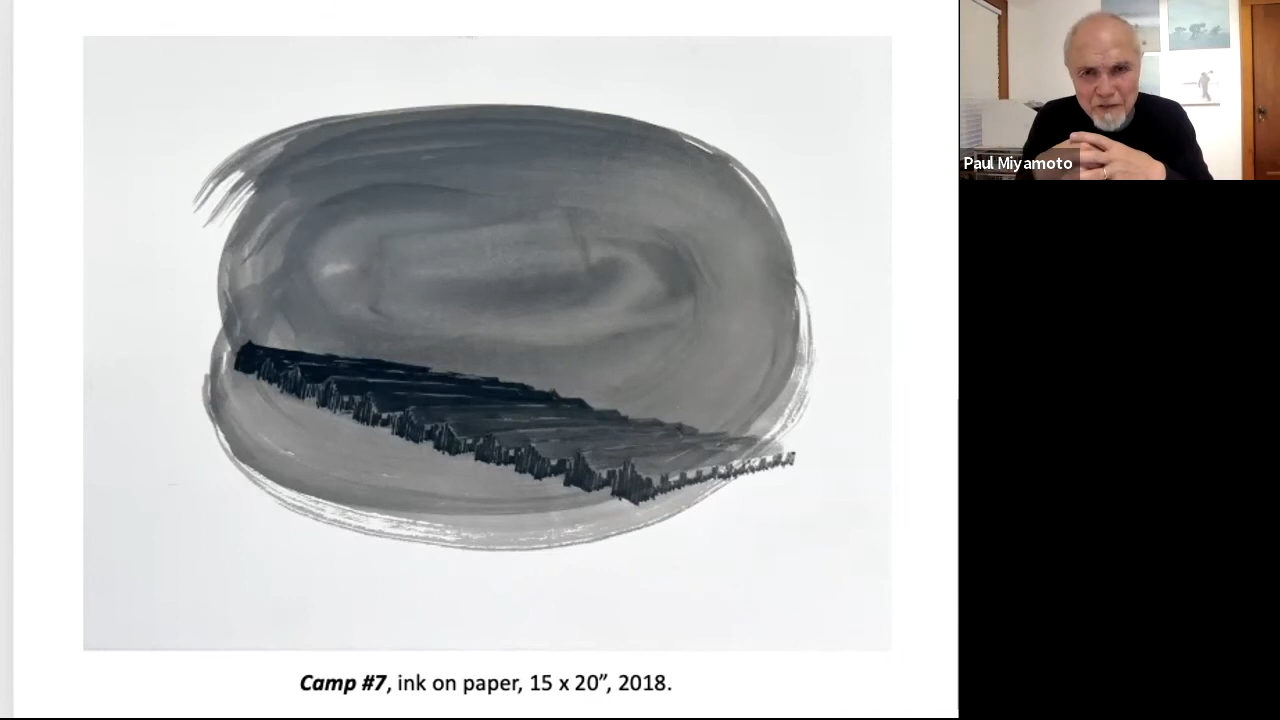 Paul Miyamoto
Camp #7, ink on paper, 15 x 20”, 2018.